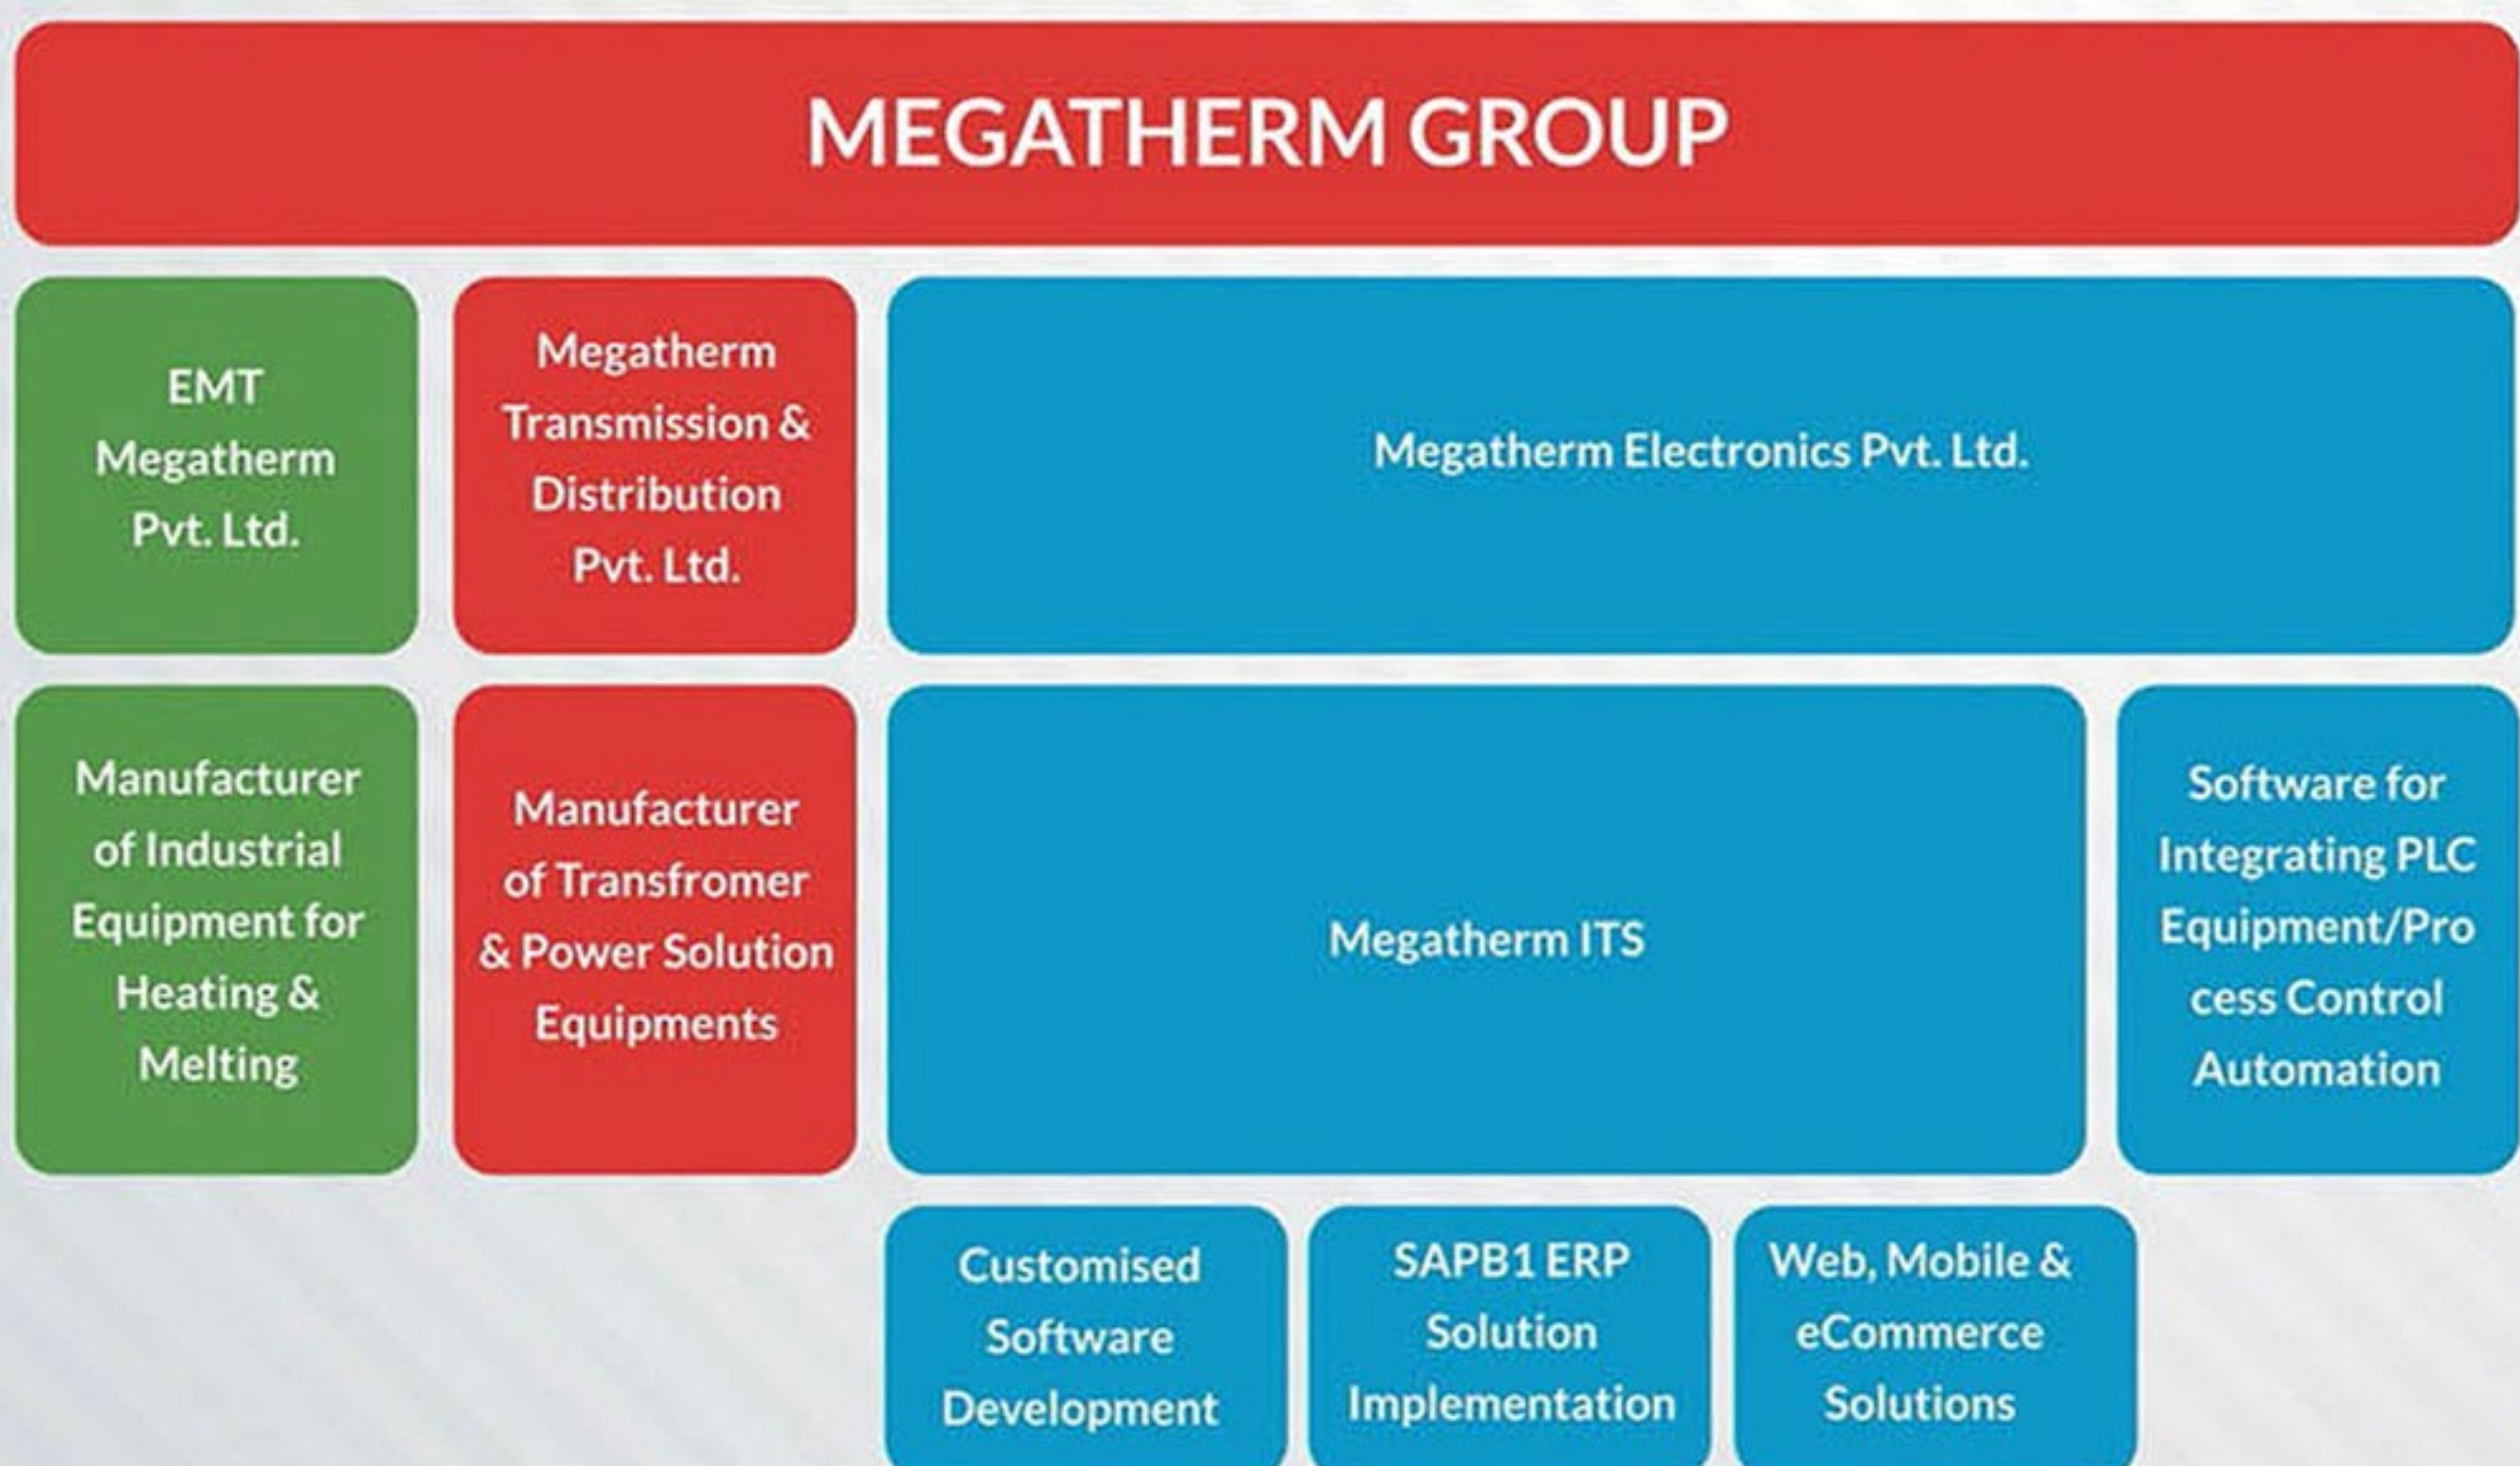 MEGATHERM GROUP
EMT
Megatherm
Pvt. Ltd.
Megatherm
Transmission &
Distribution
Pvt. Ltd.
Megatherm Electronics Pvt. Ltd.
Manufacturer
of Industrial
Equipment for
Heating &
Melting
Manufacturer
of Transfromer
& Power Solution
Equipments
Megatherm ITS
Software for
Integrating PLC
Equipment/Pro
cess Control
Automation
Customised
Software
Development
SAPB1 ERP
Solution
Implementation
Web, Mobile &
eCommerce
Solutions